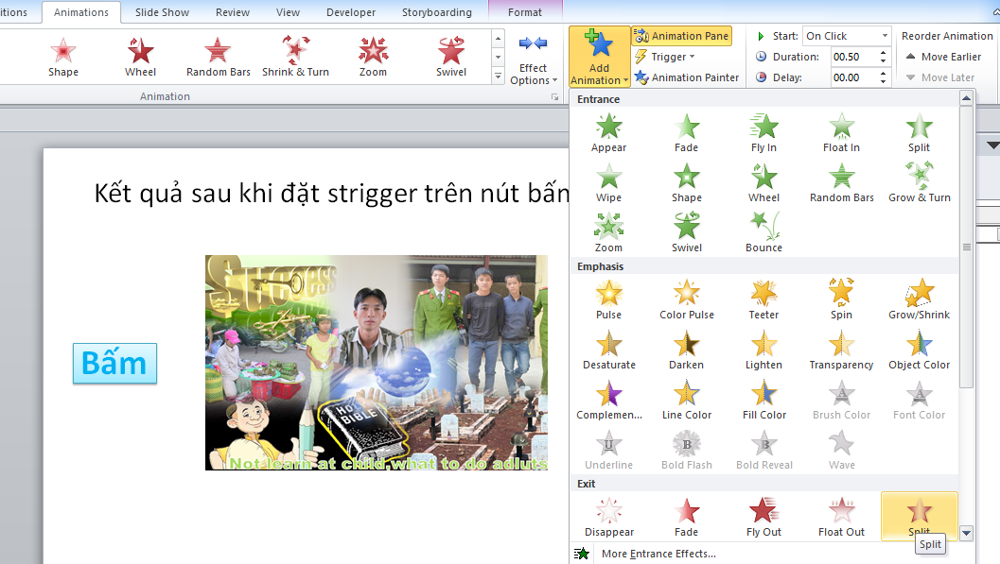 itions Animations Slide Show Review View Developer Storyboarding Format
Shape Wheel Random Bars Shrink & Turn Zoom Swivel
Effect
Options
Animation
Add
Animation
Animation Pane
Trigger
Animation Painter
Start: On Click
Duration: 00.50
Delay: 00.00
Reorder Animation
Move Earlier
Move Later
Kết quả sau khi đặt strigger trên nút bấn
Bấm
SUCCESS
HOLY
BIBLE
Not learn at child what to do adluts
Entrance
Appear Fade Fly In Float In Split
Wipe Shape Wheel Random Bars Grow & Turn
Zoom Swivel Bounce
Emphasis
Pulse Color Pulse Teeter Spin Grow/Shrink
Desaturate Darken Lighten Transparency Object Color
Complemen... Line Color Fill Color Brush Color Font Color
U B B
Underline Bold Flash Bold Reveal Wave
Exit
Disappear Fade Fly Out Float Out Split
Split
More Entrance Effects...